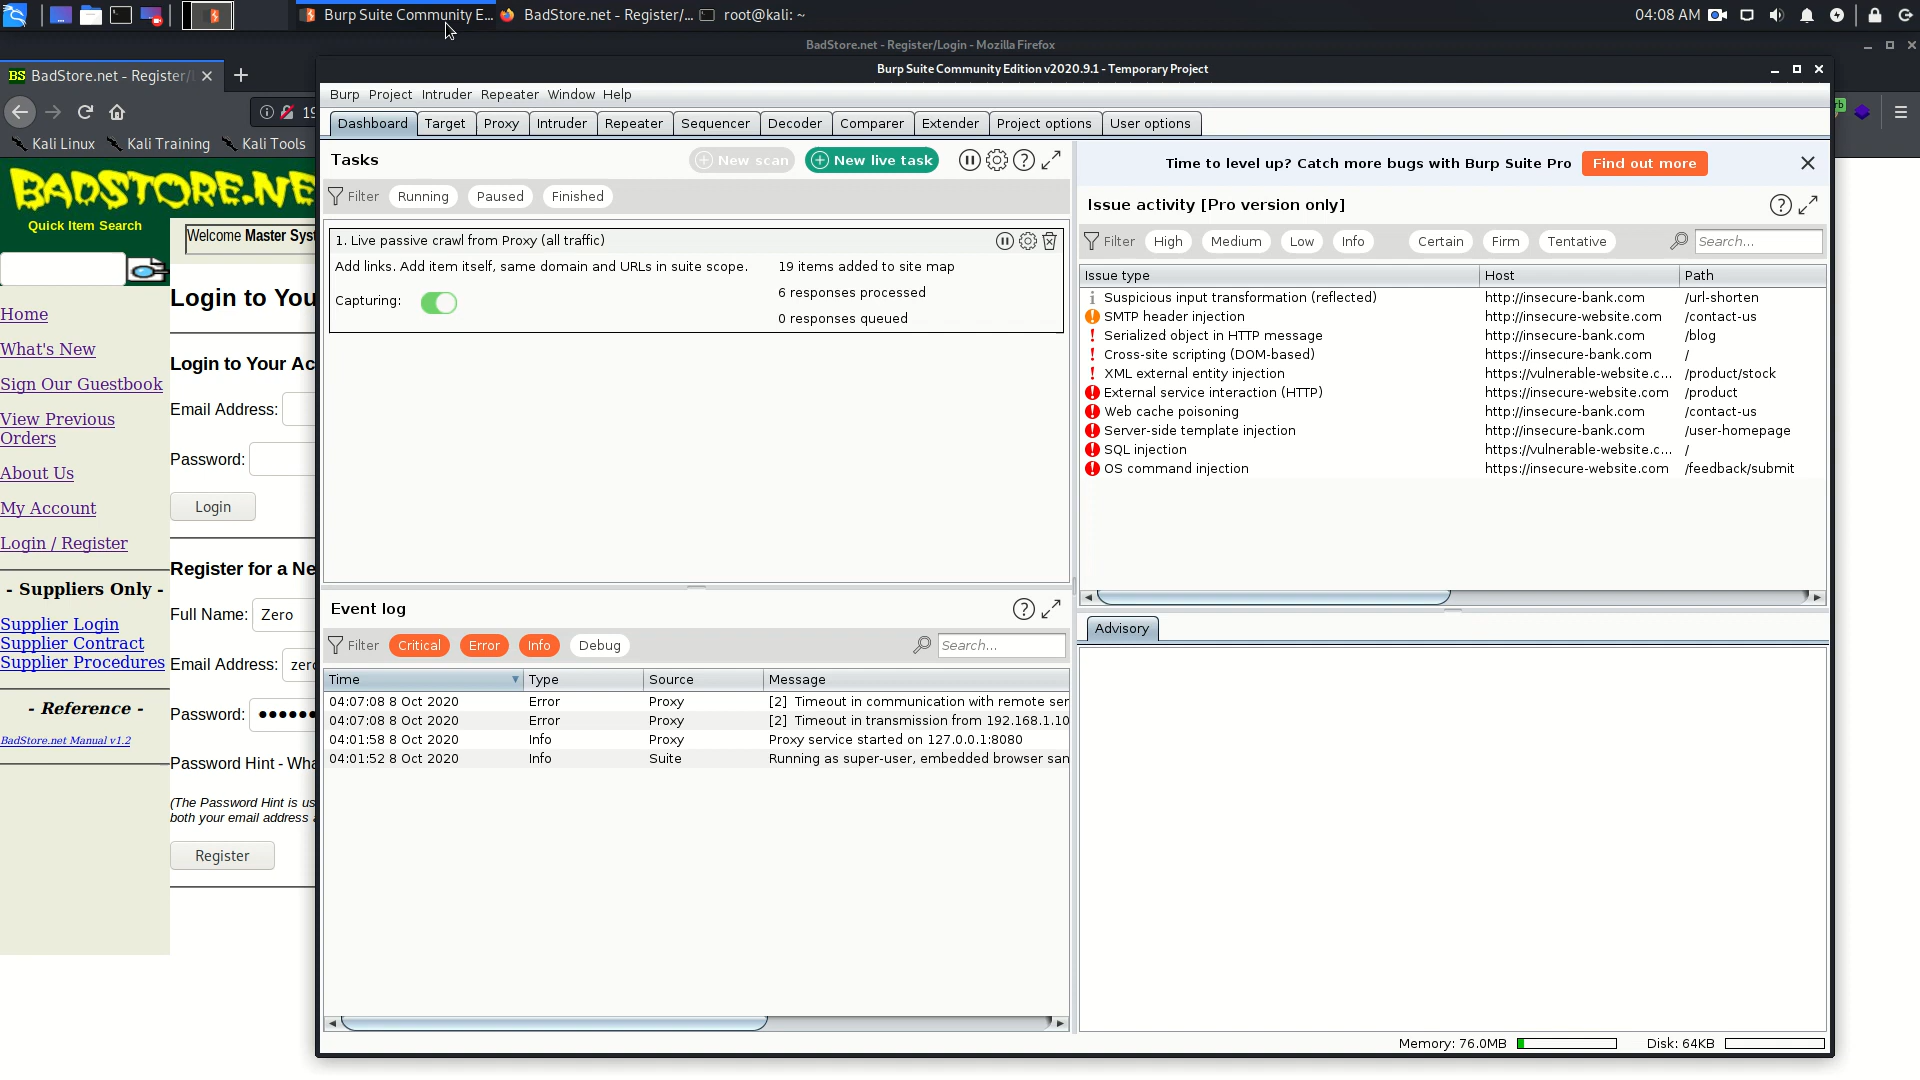 Burp Suite Community E...
BadStore.net - Register/...
root@kali: ~
04:08 AM
BadStore.net - Register/Login - Mozilla Firefox
BS BadStore.net - Register/L
Burp Suite Community Edition v2020.9.1 - Temporary Project
Burp Project Intruder Repeater Window Help
19
Kali Linux Kali Training Kali Tools
Dashboard Target Proxy Intruder Repeater Sequencer Decoder Comparer Extender Project options User options
BADSTORE.NE
Quick Item Search
Welcome Master Syst
Login to You
Home
What's New
Sign Our Guestbook
View Previous
Orders
About Us
My Account
Login / Register
- Suppliers Only -
Supplier Login
Supplier Contract
Supplier Procedures
- Reference -
BadStore.net Manual v1.2
Login to Your Ac
Email Address:
Password:
Login
Register for a Ne
Full Name: Zero
Email Address: zero
Password: ●●●●●●
Password Hint - Wha
(The Password Hint is us
both your email address a
Register
Tasks
New scan
New live task
Filter Running Paused Finished
1. Live passive crawl from Proxy (all traffic)
Add links. Add item itself, same domain and URLs in suite scope.
19 items added to site map
6 responses processed
Capturing:
0 responses queued
Event log
Filter Critical Error Info Debug Search...
Time Type Source Message
04:07:08 8 Oct 2020 Error Proxy [2] Timeout in communication with remote ser
04:07:08 8 Oct 2020 Error Proxy [2] Timeout in transmission from 192.168.1.10
04:01:58 8 Oct 2020 Info Proxy Proxy service started on 127.0.0.1:8080
04:01:52 8 Oct 2020 Info Suite Running as super-user, embedded browser san
Time to level up? Catch more bugs with Burp Suite Pro Find out more
Issue activity [Pro version only]
Filter High Medium Low Info Certain Firm Tentative Search...
Issue type Host Path
Suspicious input transformation (reflected) http://insecure-bank.com /url-shorten
SMTP header injection http://insecure-website.com /contact-us
Serialized object in HTTP message http://insecure-bank.com /blog
Cross-site scripting (DOM-based) https://insecure-bank.com /
XML external entity injection https://vulnerable-website.c... /product/stock
External service interaction (HTTP) https://insecure-website.com /product
Web cache poisoning http://insecure-bank.com /contact-us
Server-side template injection http://insecure-bank.com /user-homepage
SQL injection https://vulnerable-website.c... /
OS command injection https://insecure-website.com /feedback/submit
Advisory
Memory: 76.0MB Disk: 64KB